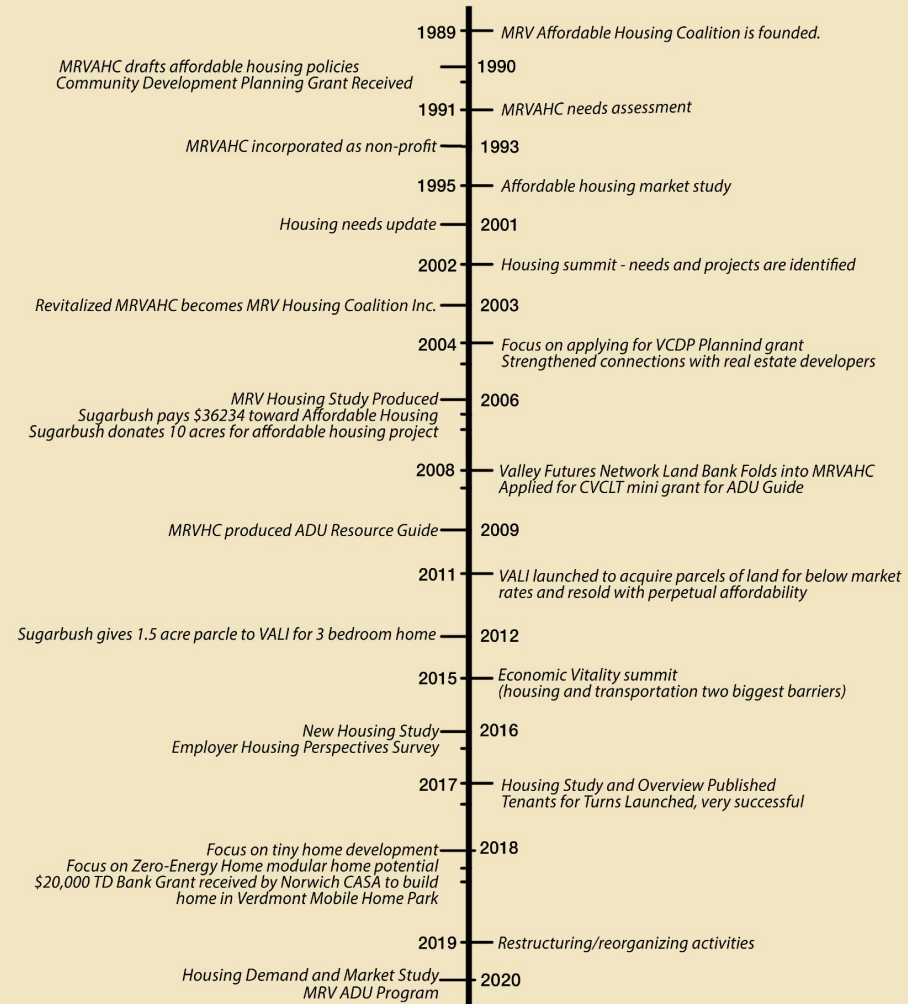 1989
MRV Affordable Housing Coalition is founded.
1990
MRVAHC drafts affordable housing policies
Community Development Planning Grant Received
1991
MRVAHC needs assessment
1993
MRVAHC incorporated as non-profit
1995
Affordable housing market study
2001
Housing needs update
2002
Housing summit - needs and projects are identified
2003
Revitalized MRVAHC becomes MRV Housing Coalition Inc.
2004
Focus on applying for VCDP Plannind grant
Strengthened connections with real estate developers
2006
MRV Housing Study Produced
Sugarbush pays $36234 toward Affordable Housing
Sugarbush donates 10 acres for affordable housing project
2008
Valley Futures Network Land Bank Folds into MRVAHC
Applied for CVCLT mini grant for ADU Guide
2009
MRVHC produced ADU Resource Guide
2011
VALI launched to acquire parcels of land for below market
rates and resold with perpetual affordability
2012
Sugarbush gives 1.5 acre parcle to VALI for 3 bedroom home
2015
Economic Vitality summit
(housing and transportation two biggest barriers)
2016
New Housing Study
Employer Housing Perspectives Survey
2017
Housing Study and Overview Published
Tenants for Turns Launched, very successful
2018
Focus on tiny home development
Focus on Zero-Energy Home modular home potential
$20,000 TD Bank Grant received by Norwich CASA to build
home in Verdmont Mobile Home Park
2019
Restructuring/reorganizing activities
2020
Housing Demand and Market Study
MRV ADU Program